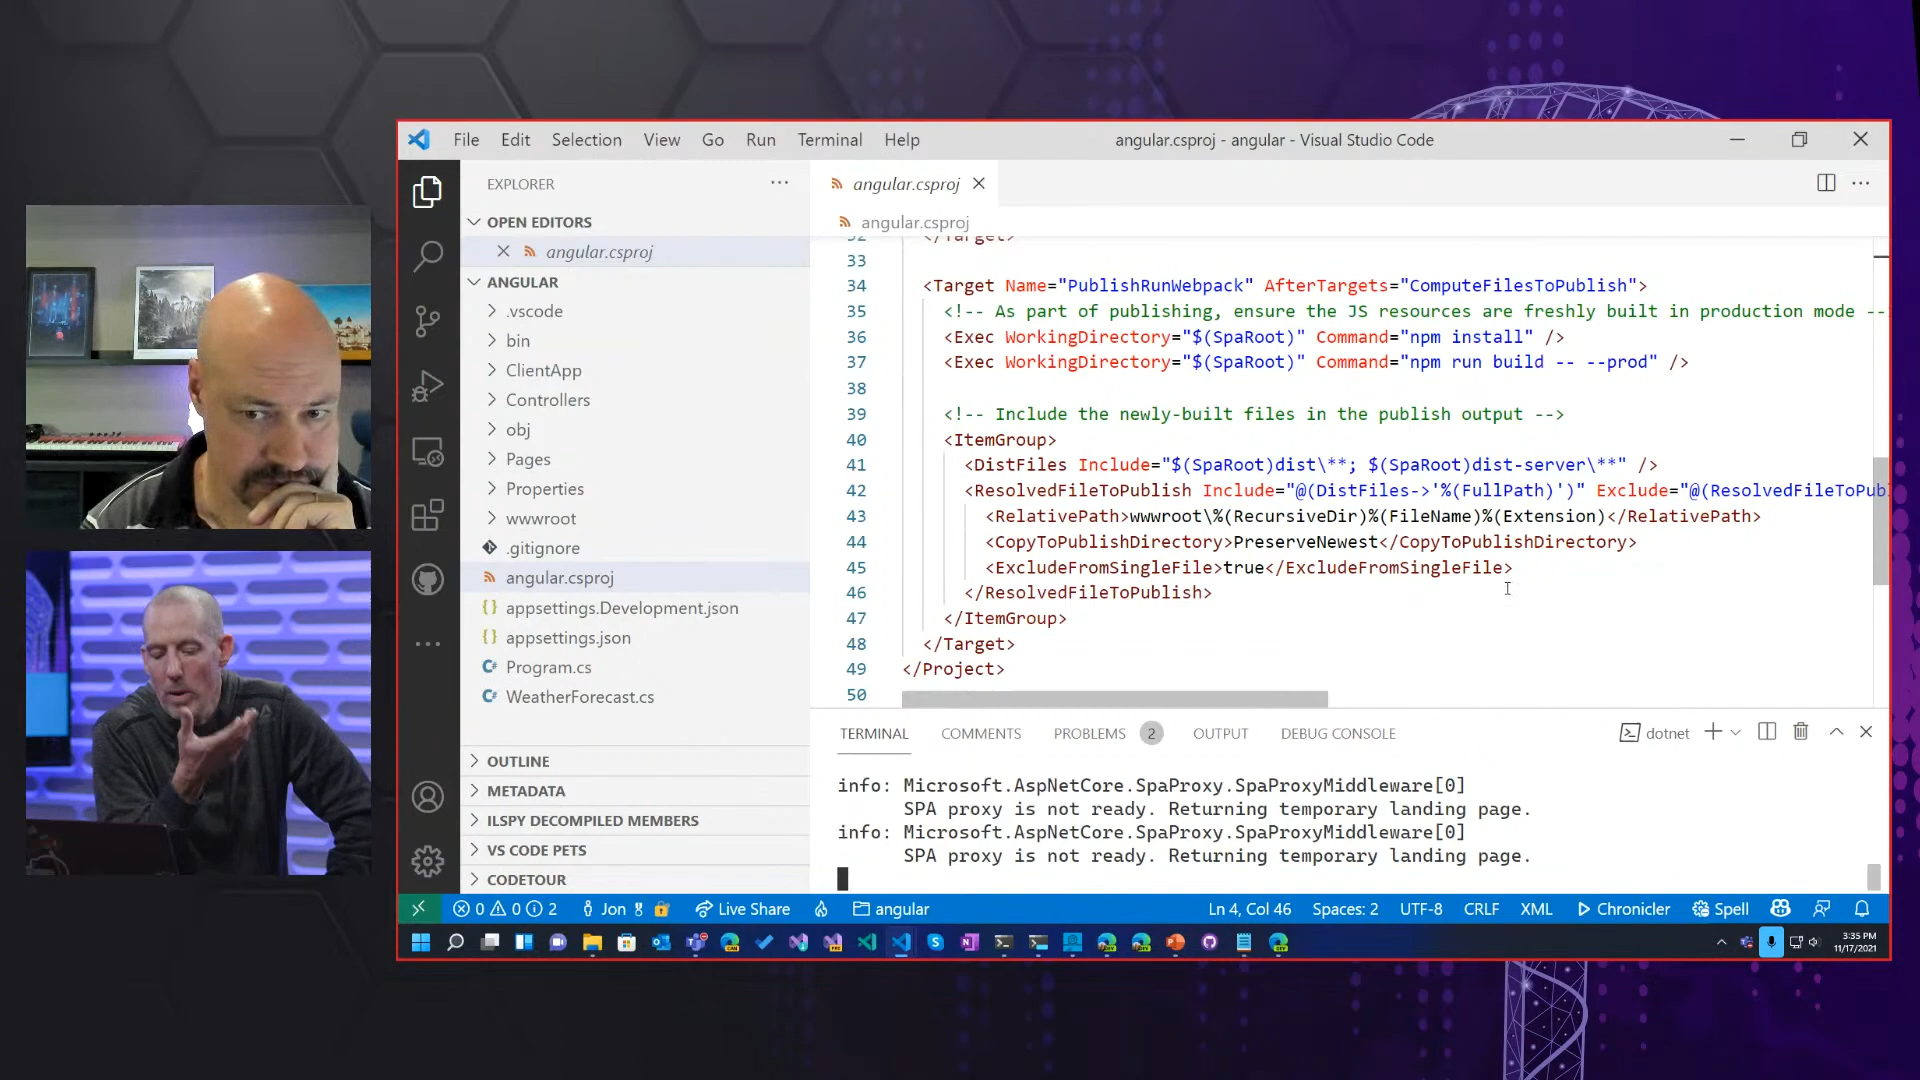 File Edit Selection View Go Run Terminal Help
angular.csproj - angular - Visual Studio Code
EXPLORER
OPEN EDITORS
angular.csproj
ANGULAR
.vscode
bin
ClientApp
Controllers
obj
Pages
Properties
wwwroot
.gitignore
angular.csproj
appsettings.Development.json
appsettings.json
Program.cs
WeatherForecast.cs
OUTLINE
METADATA
ILSPY DECOMPILED MEMBERS
VS CODE PETS
CODETOUR
angular.csproj
angular.csproj
32 </Target>
33
34 <Target Name="PublishRunWebpack" AfterTargets="ComputeFilesToPublish">
35 <!-- As part of publishing, ensure the JS resources are freshly built in production mode --
36 <Exec WorkingDirectory="$(SpaRoot)" Command="npm install" />
37 <Exec WorkingDirectory="$(SpaRoot)" Command="npm run build -- --prod" />
38
39 <!-- Include the newly-built files in the publish output -->
40 <ItemGroup>
41 <DistFiles Include="$(SpaRoot)dist\**; $(SpaRoot)dist-server\**" />
42 <ResolvedFileToPublish Include="@(DistFiles->'%(FullPath)')" Exclude="@(ResolvedFileToPubl
43 <RelativePath>wwwroot\%(RecursiveDir)%(FileName)%(Extension)</RelativePath>
44 <CopyToPublishDirectory>PreserveNewest</CopyToPublishDirectory>
45 <ExcludeFromSingleFile>true</ExcludeFromSingleFile>
46 </ResolvedFileToPublish>
47 </ItemGroup>
48 </Target>
49 </Project>
50
TERMINAL COMMENTS PROBLEMS 2 OUTPUT DEBUG CONSOLE dotnet
info: Microsoft.AspNetCore.SpaProxy.SpaProxyMiddleware[0]
SPA proxy is not ready. Returning temporary landing page.
info: Microsoft.AspNetCore.SpaProxy.SpaProxyMiddleware[0]
SPA proxy is not ready. Returning temporary landing page.
0 0 2 Jon Live Share angular Ln 4, Col 46 Spaces: 2 UTF-8 CRLF XML Chronicler Spell
3:35 PM
11/17/2021